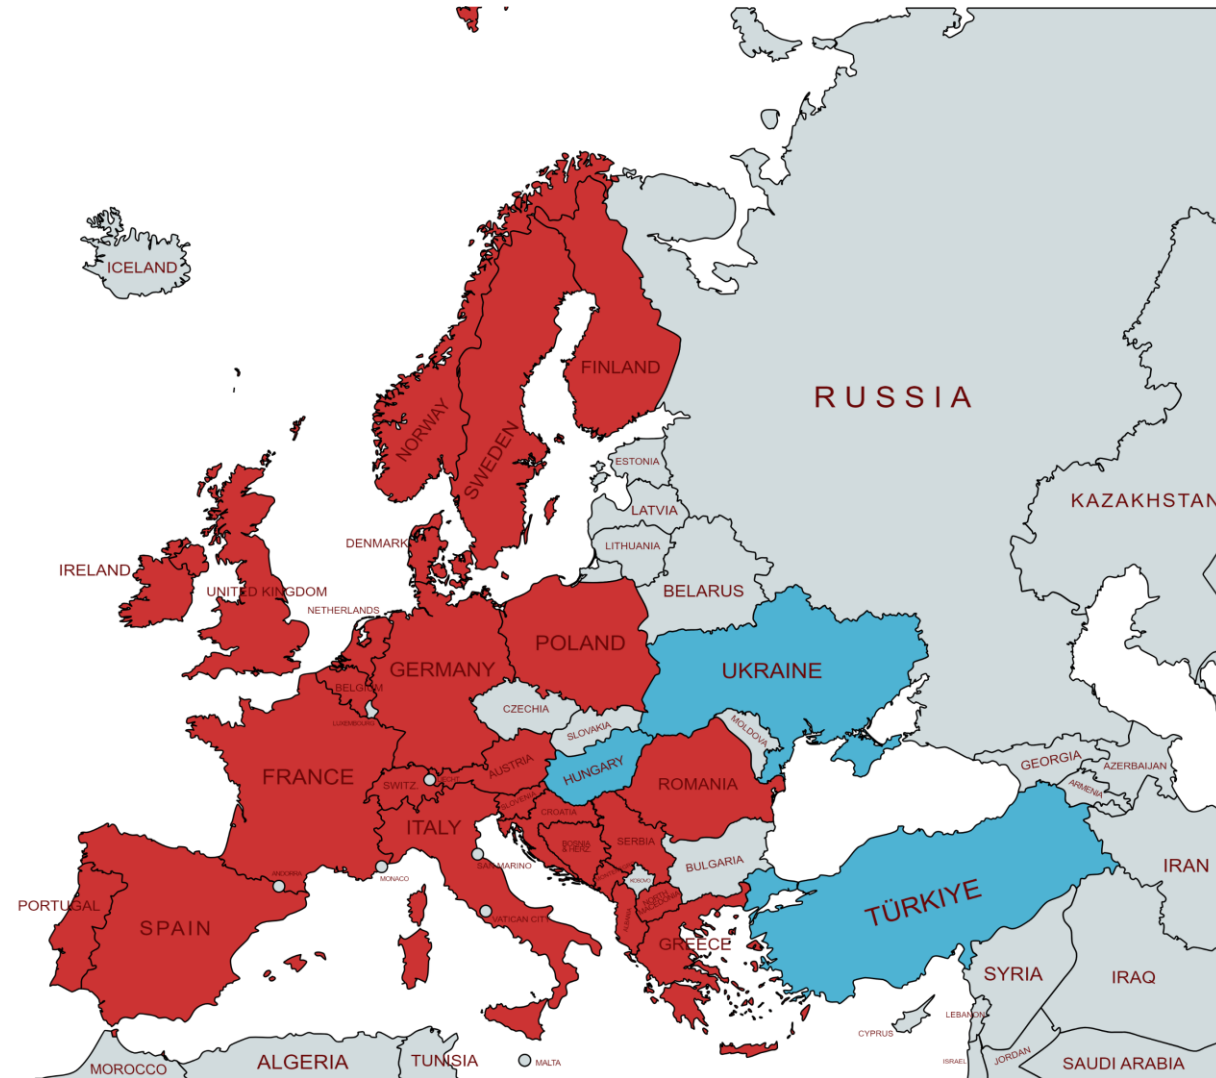 ICELAND
FINLAND
RUSSIA
NORWAY
SWEDEN
ESTONIA
KAZAKHSTAN
LATVIA
DENMARK
LITHUANIA
IRELAND
UNITED KINGDOM
BELARUS
NETHERLANDS
POLAND
GERMANY
UKRAINE
BELGIUM
CZECHIA
LUXEMBOURG
SLOVAKIA
MOLDOVA
FRANCE
SWITZ.
AUSTRIA
HUNGARY
ROMANIA
GEORGIA
AZERBAIJAN
ARMENIA
SLOVENIA
CROATIA
ITALY
BOSNIA
& HERZ.
SERBIA
SAN MARINO
BULGARIA
IRAN
ANDORRA
MONACO
KOSOVO
PORTUGAL
SPAIN
VATICAN CITY
NORTH
MACEDONIA
ALBANIA
TÜRKIYE
GREECE
SYRIA
IRAQ
LEBANON
CYPRUS
MOROCCO
ALGERIA
TUNISIA
MALTA
ISRAEL
JORDAN
SAUDI ARABIA